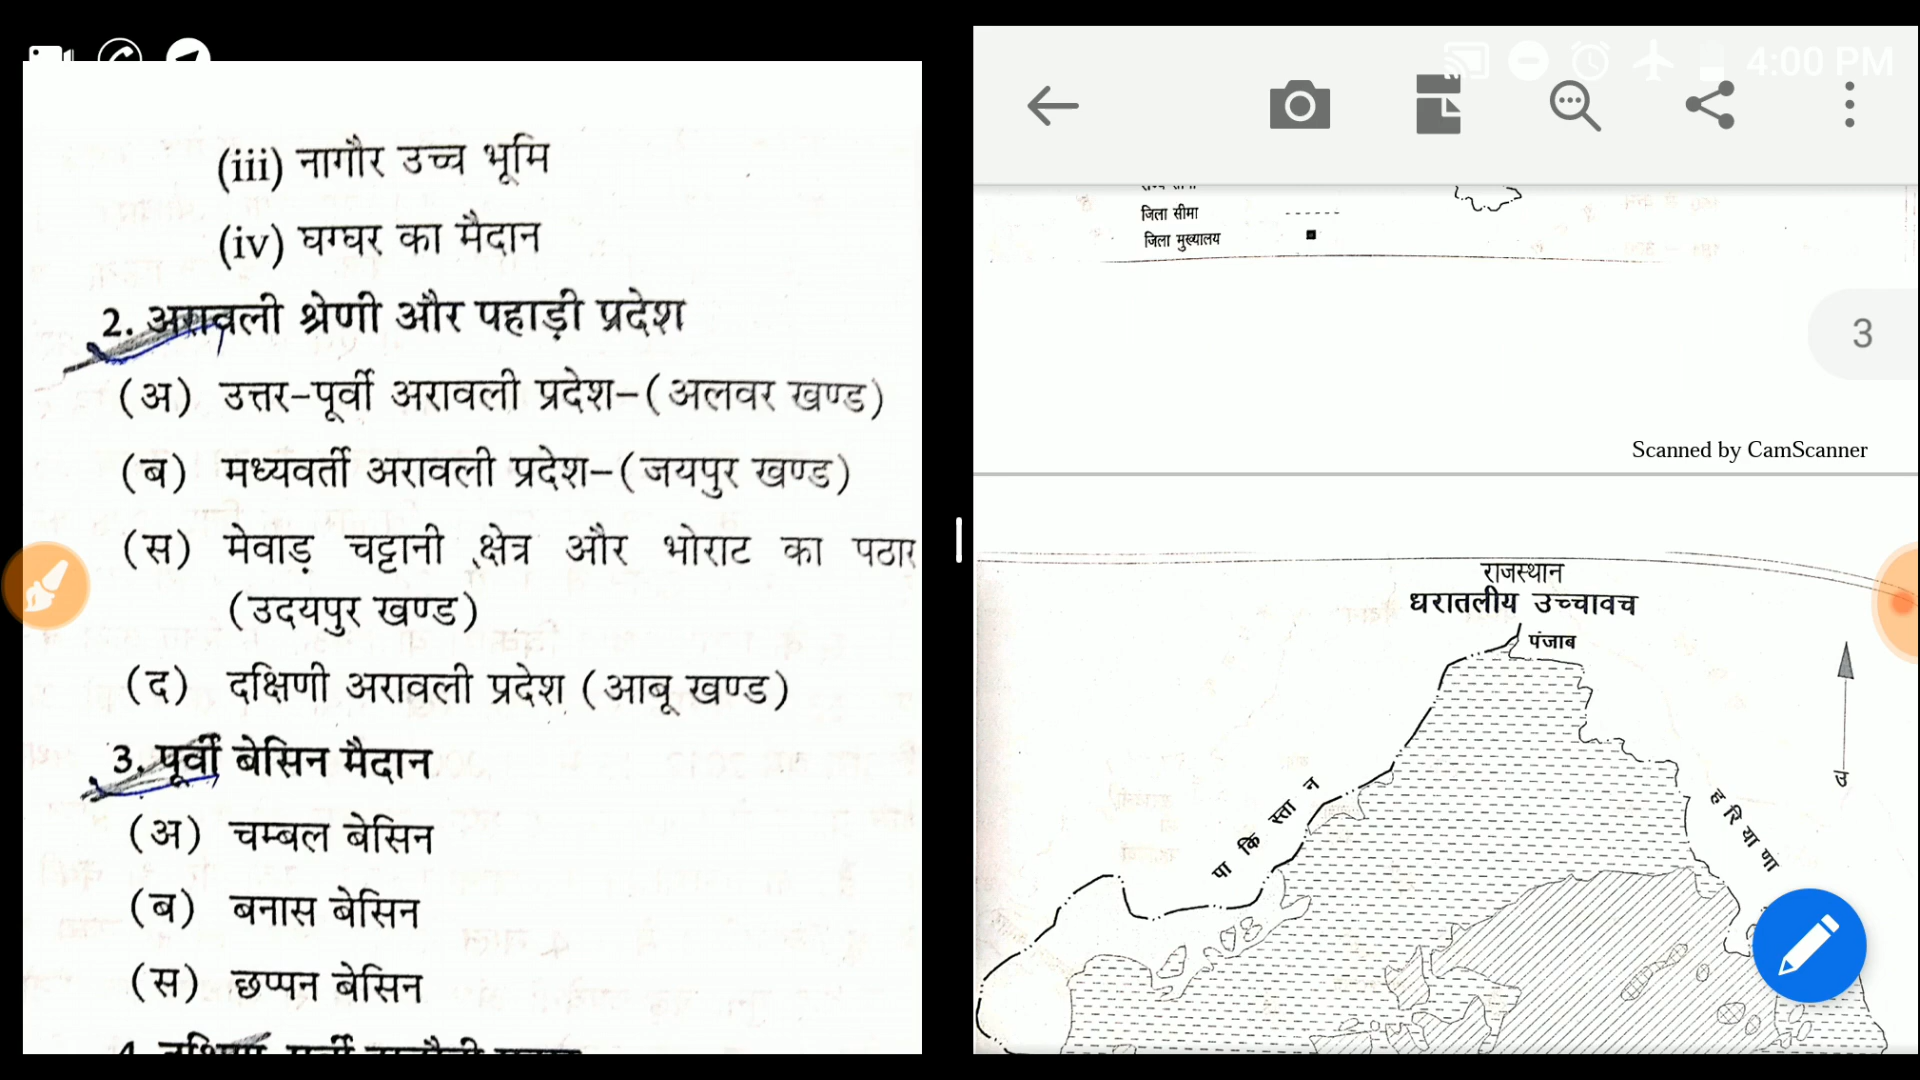 (iii) नागौर उच्च भूमि
(iv) घग्घर का मैदान
2. अरावली श्रेणी और पहाड़ी प्रदेश
(अ) उत्तर-पूर्वी अरावली प्रदेश-(अलवर खण्ड)
(ब) मध्यवर्ती अरावली प्रदेश-(जयपुर खण्ड)
(स) मेवाड़ चट्टानी क्षेत्र और भोराट का पठार
(उदयपुर खण्ड)
(द) दक्षिणी अरावली प्रदेश (आबू खण्ड)
3. पूर्वी बेसिन मैदान
(अ) चम्बल बेसिन
(ब) बनास बेसिन
(स) छप्पन बेसिन
4:00 PM
जिला सीमा
जिला मुख्यालय
3
Scanned by CamScanner
राजस्थान
धरातलीय उच्चावच
पंजाब
पाकिस्तान
हरियाणा
उ